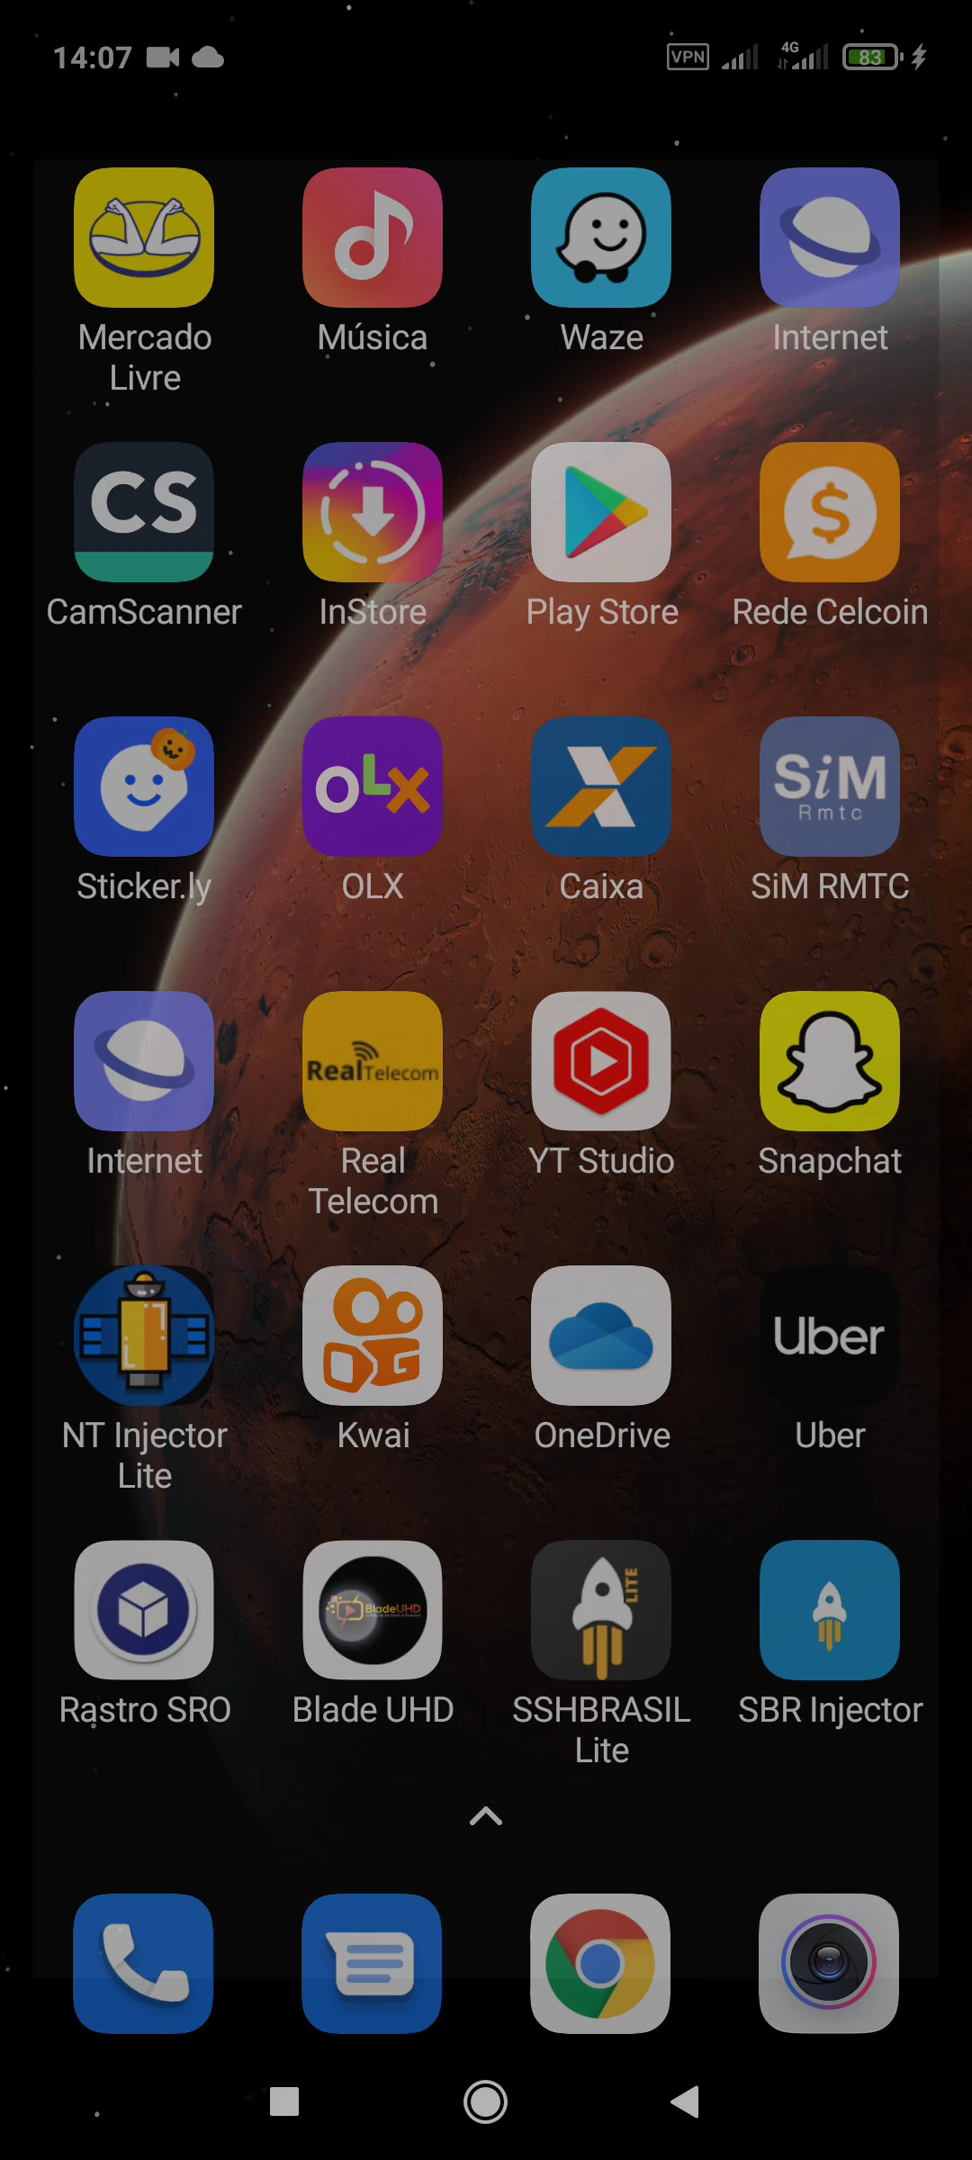 14:07 VPN 4G 83
Mercado Livre
Música
Waze
Internet
CS
CamScanner
InStore
Play Store
$
Rede Celcoin
Sticker.ly
OLX
OLX
Caixa
SiM
Rmtc
SiM RMTC
Internet
RealTelecom
Real
Telecom
YT Studio
Snapchat
NT Injector
Lite
Kwai
OneDrive
Uber
Uber
Rastro SRO
BladeUHD
Blade UHD
LITE
SSHBRASIL
Lite
SBR Injector